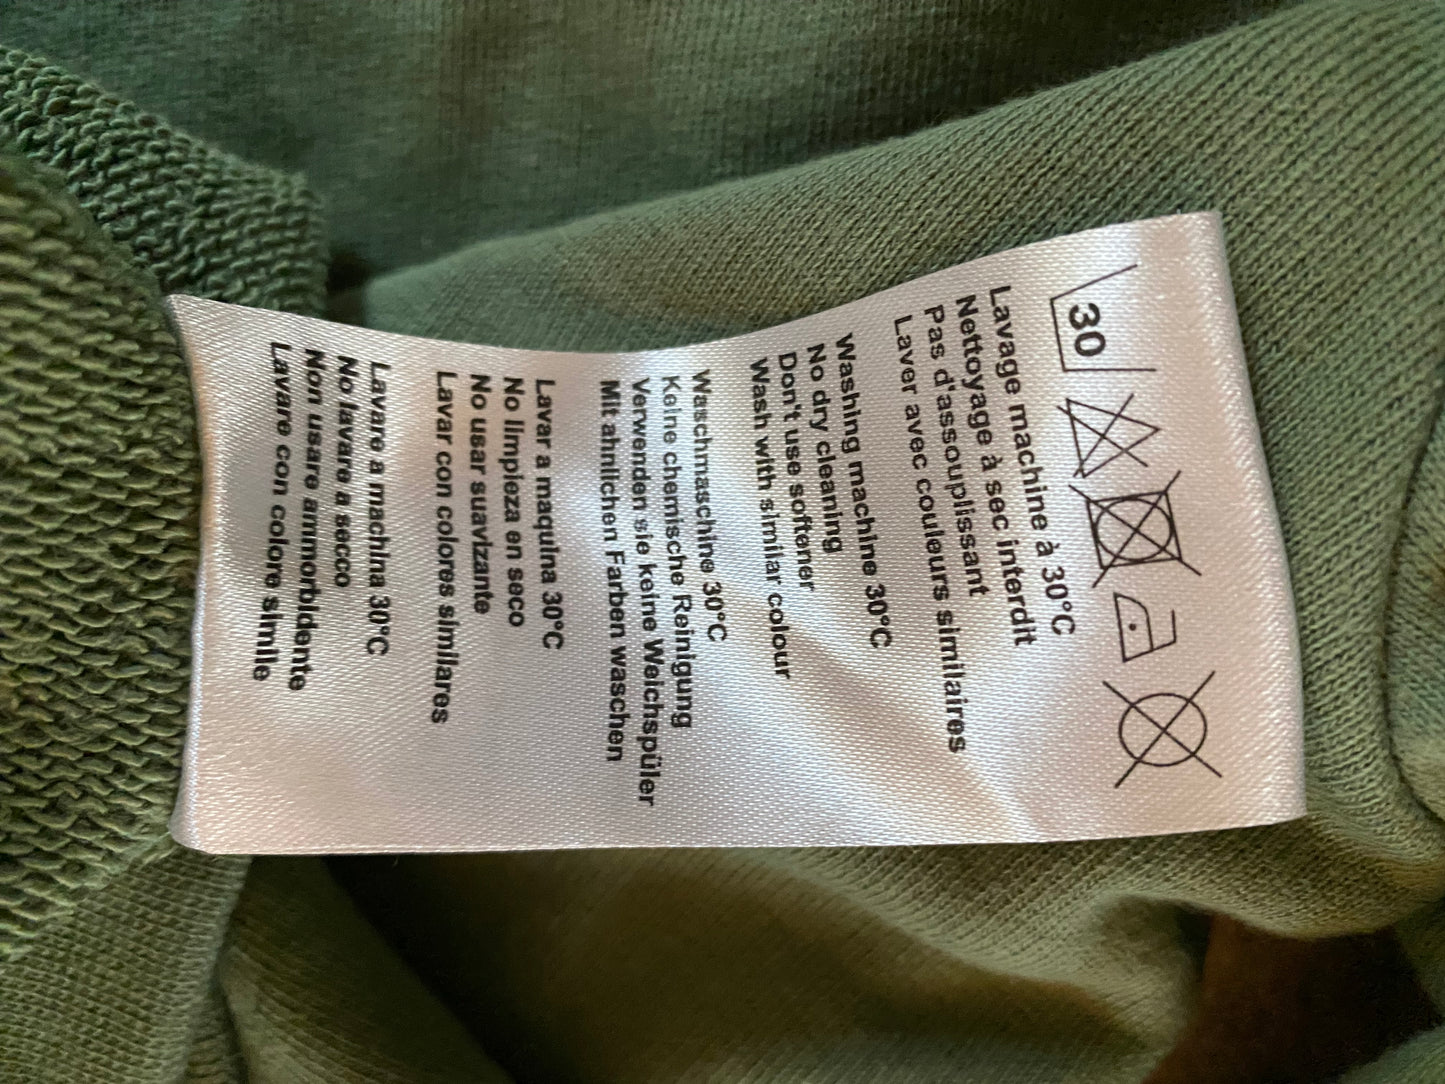 30
Lavage machine à 30°C
Nettoyage à sec interdit
Pas d'assouplissant
Laver avec couleurs similaires
Washing machine 30°C
No dry cleaning
Don't use softener
Wash with similar colour
Waschmaschine 30°C
Keine chemische Reinigung
Verwenden sie keine Weichspüler
Mit ahnlichen Farben waschen
Lavar a maquina 30°C
No limpieza en seco
No usar suavizante
Lavar con colores similares
Lavare a machina 30°C
No lavare a secco
Non usare ammorbidente
Lavare con colore simile